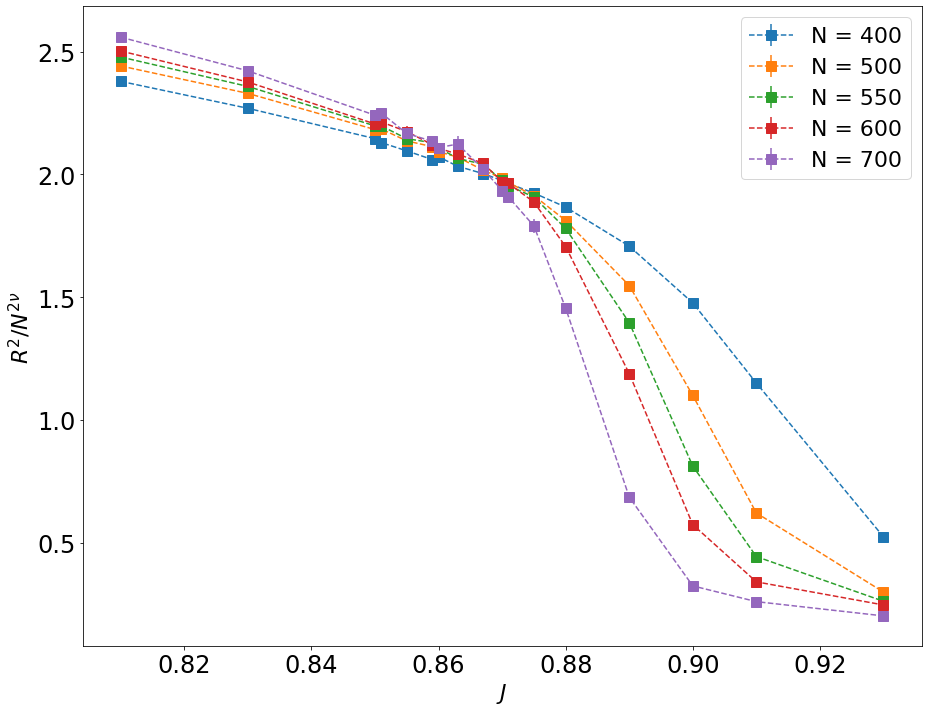 R²/N²ᵛ
2.5
2.0
1.5
1.0
0.5
N = 400
N = 500
N = 550
N = 600
N = 700
0.82 0.84 0.86 0.88 0.90 0.92
J